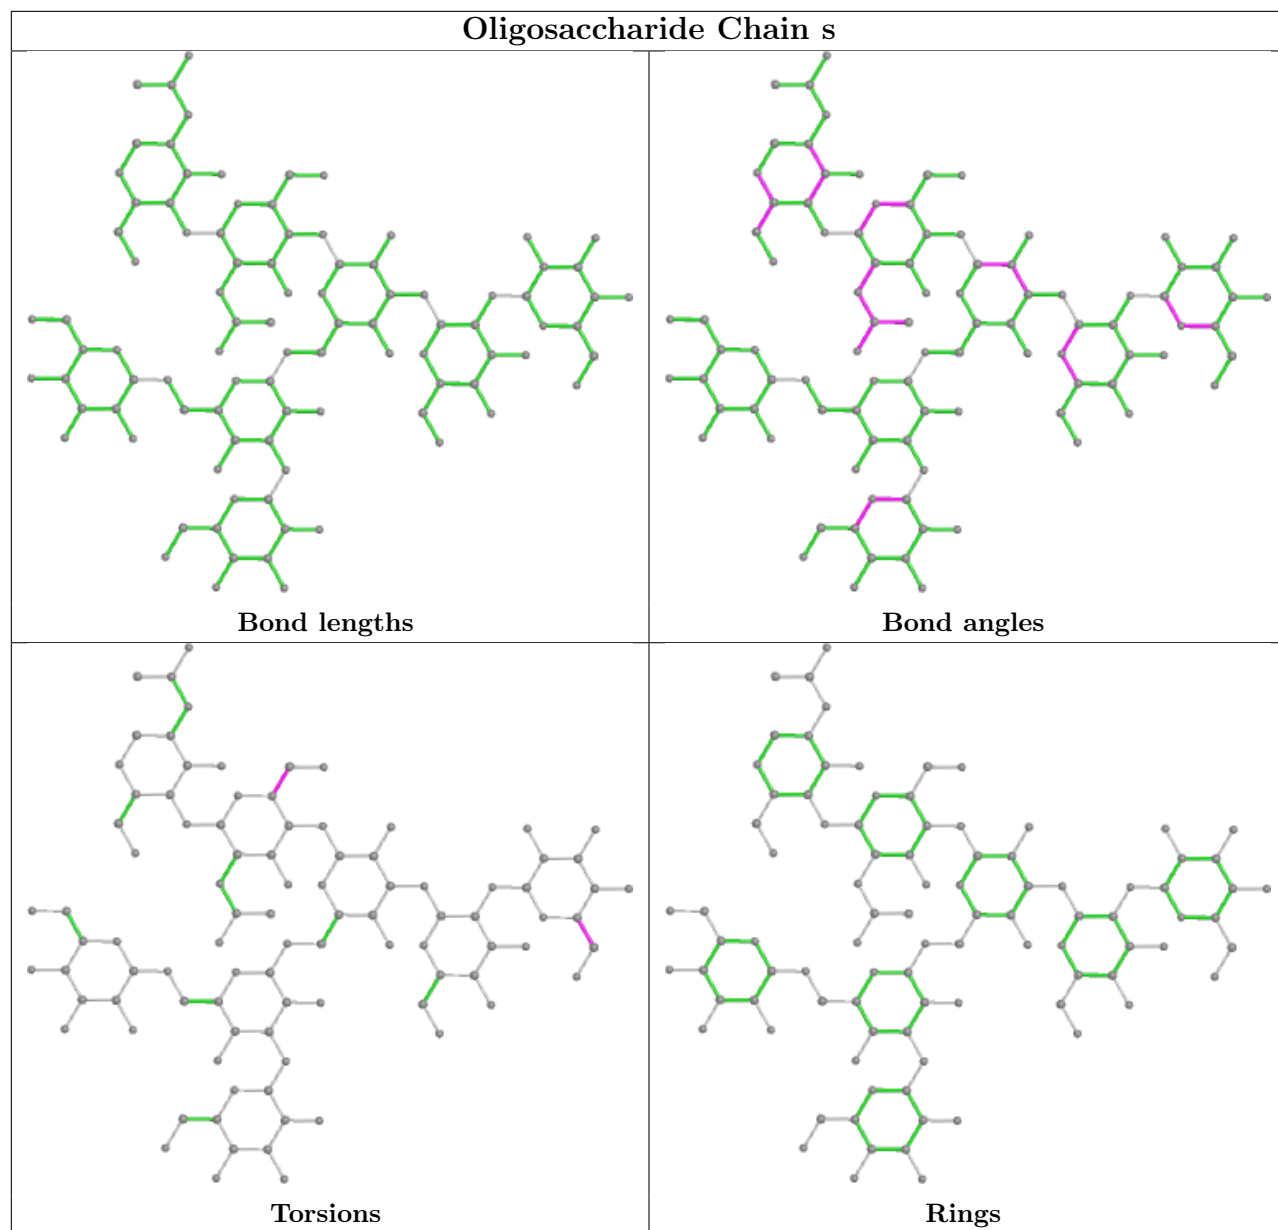 Oligosaccharide Chain s
Bond lengths
Bond angles
Torsions
Rings